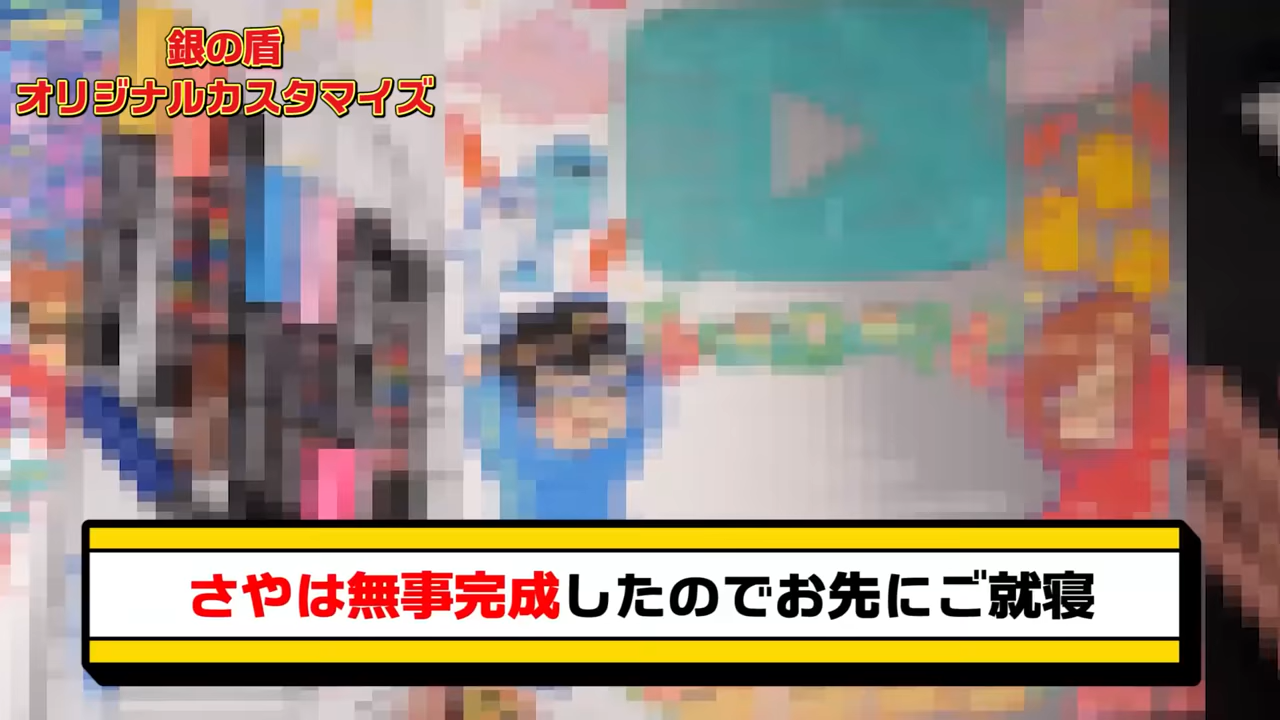 銀の盾
オリジナルカスタマイズ
さやは無事完成したのでお先にご就寝